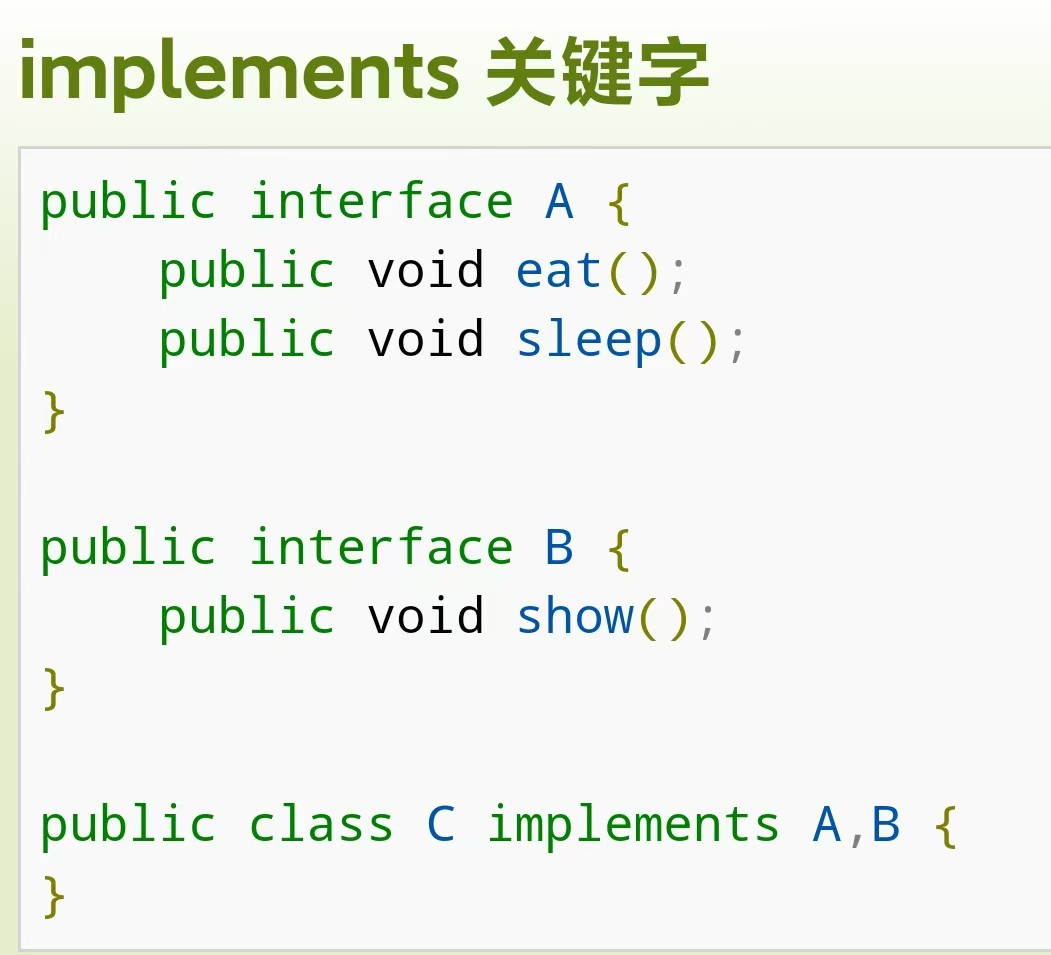 implements 关键字
public interface A {
    public void eat();
    public void sleep();
}
public interface B {
    public void show();
}
public class C implements A,B {
}